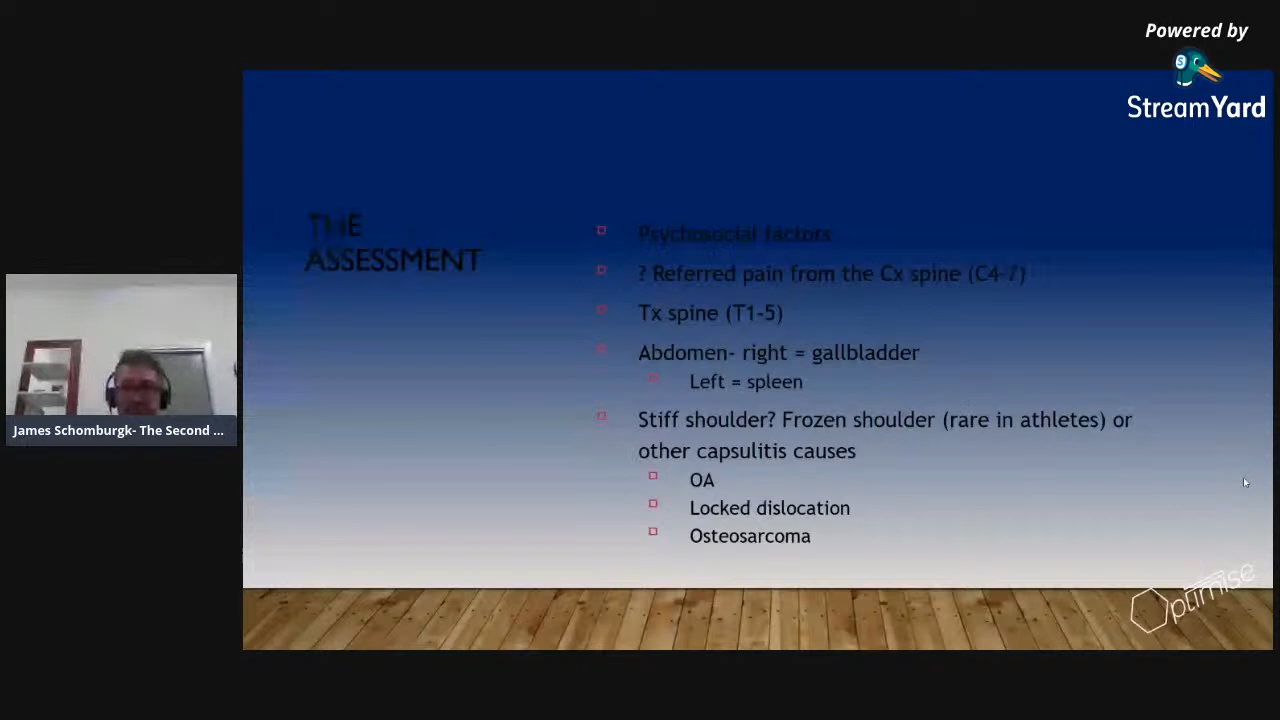 Powered by
StreamYard
THE
ASSESSMENT
Psychosocial factors
? Referred pain from the Cx spine (C4-7)
Tx spine (T1-5)
Abdomen- right = gallbladder
Left = spleen
Stiff shoulder? Frozen shoulder (rare in athletes) or
other capsulitis causes
OA
Locked dislocation
Osteosarcoma
James Schomburgk- The Second ...
Optimise